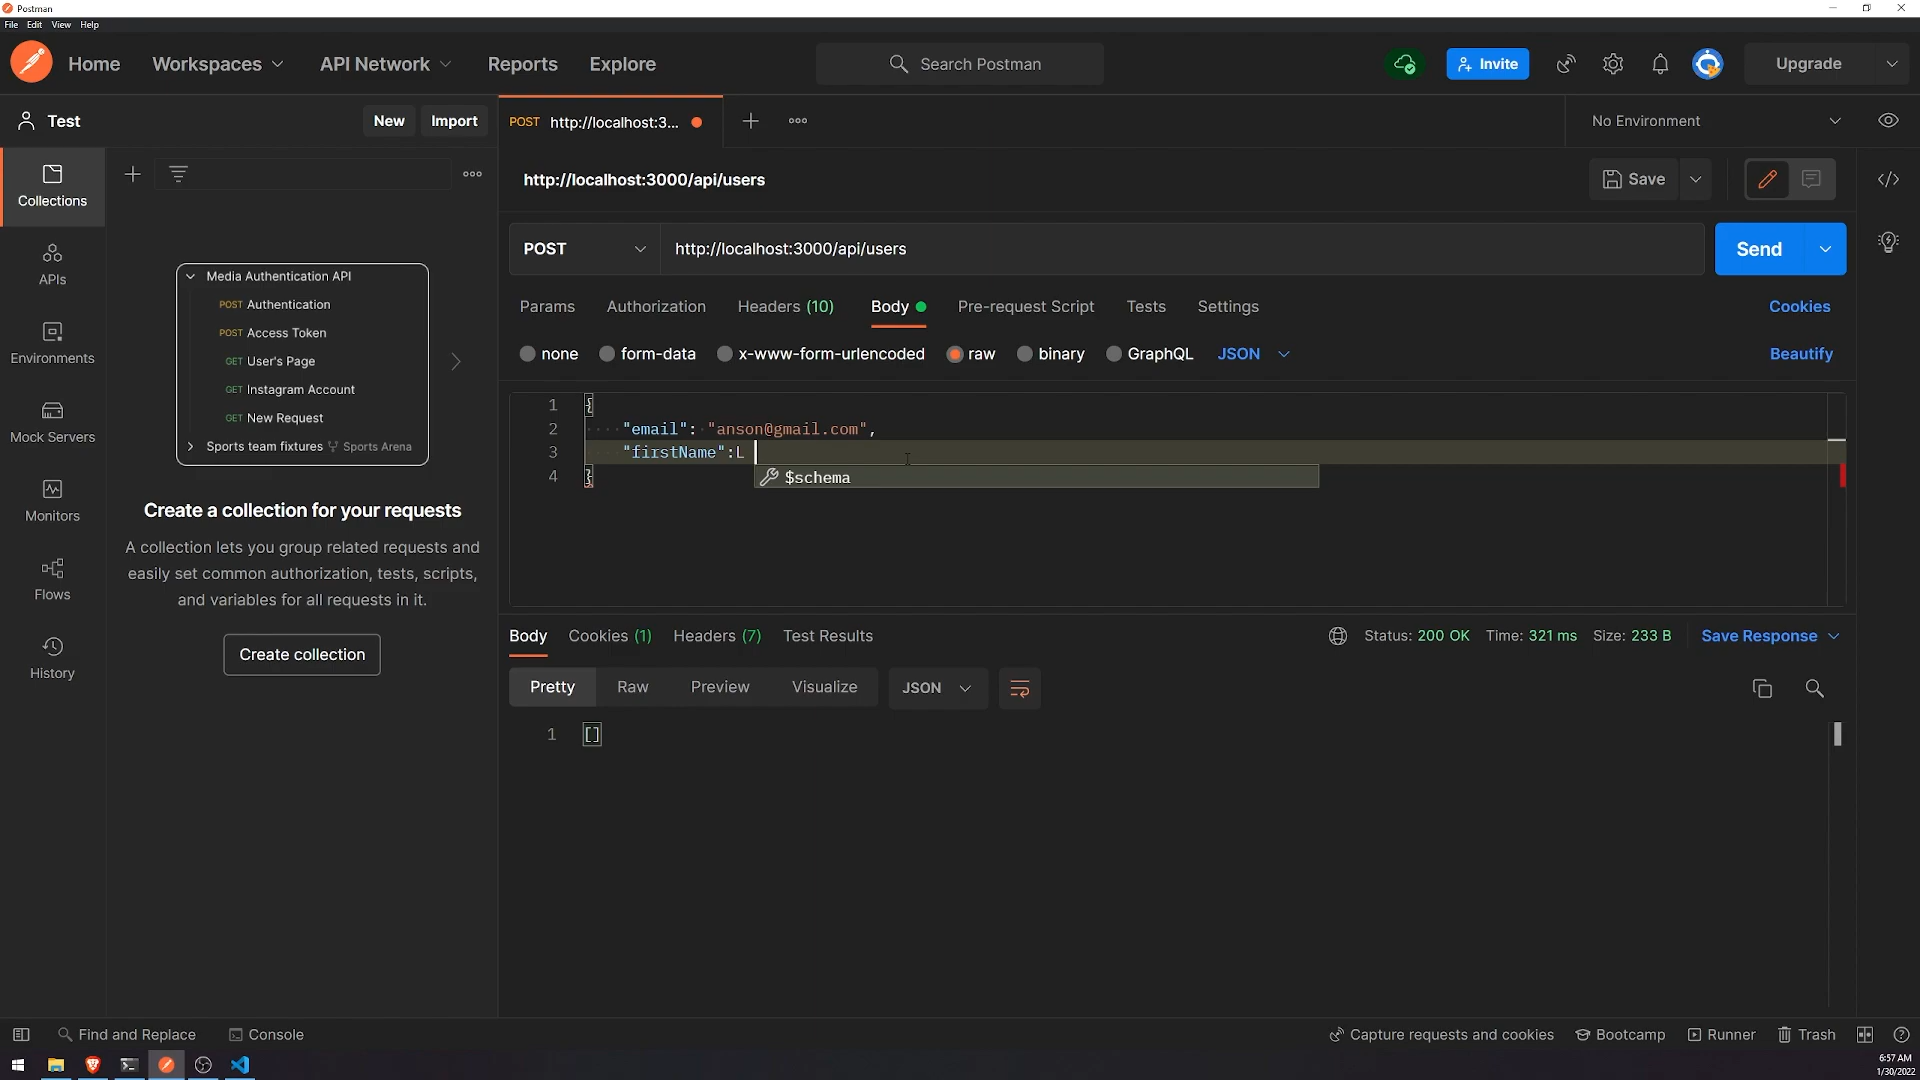 Postman
File Edit View Help
Home Workspaces API Network Reports Explore Search Postman Invite Upgrade
Test New Import POST http://localhost:3... No Environment
http://localhost:3000/api/users Save
Collections
APIs
Environments
Mock Servers
Monitors
Flows
History
Media Authentication API
POST Authentication
POST Access Token
GET User's Page
GET Instagram Account
GET New Request
Sports team fixtures Sports Arena
Create a collection for your requests
A collection lets you group related requests and
easily set common authorization, tests, scripts,
and variables for all requests in it.
Create collection
POST http://localhost:3000/api/users Send
Params Authorization Headers (10) Body Pre-request Script Tests Settings Cookies
none form-data x-www-form-urlencoded raw binary GraphQL JSON Beautify
1 {
2 "email": "anson@gmail.com",
3 "firstName":L
4 }
$schema
Body Cookies (1) Headers (7) Test Results Status: 200 OK Time: 321 ms Size: 233 B Save Response
Pretty Raw Preview Visualize JSON
1 []
Find and Replace Console Capture requests and cookies Bootcamp Runner Trash
6:57 AM
1/30/2022